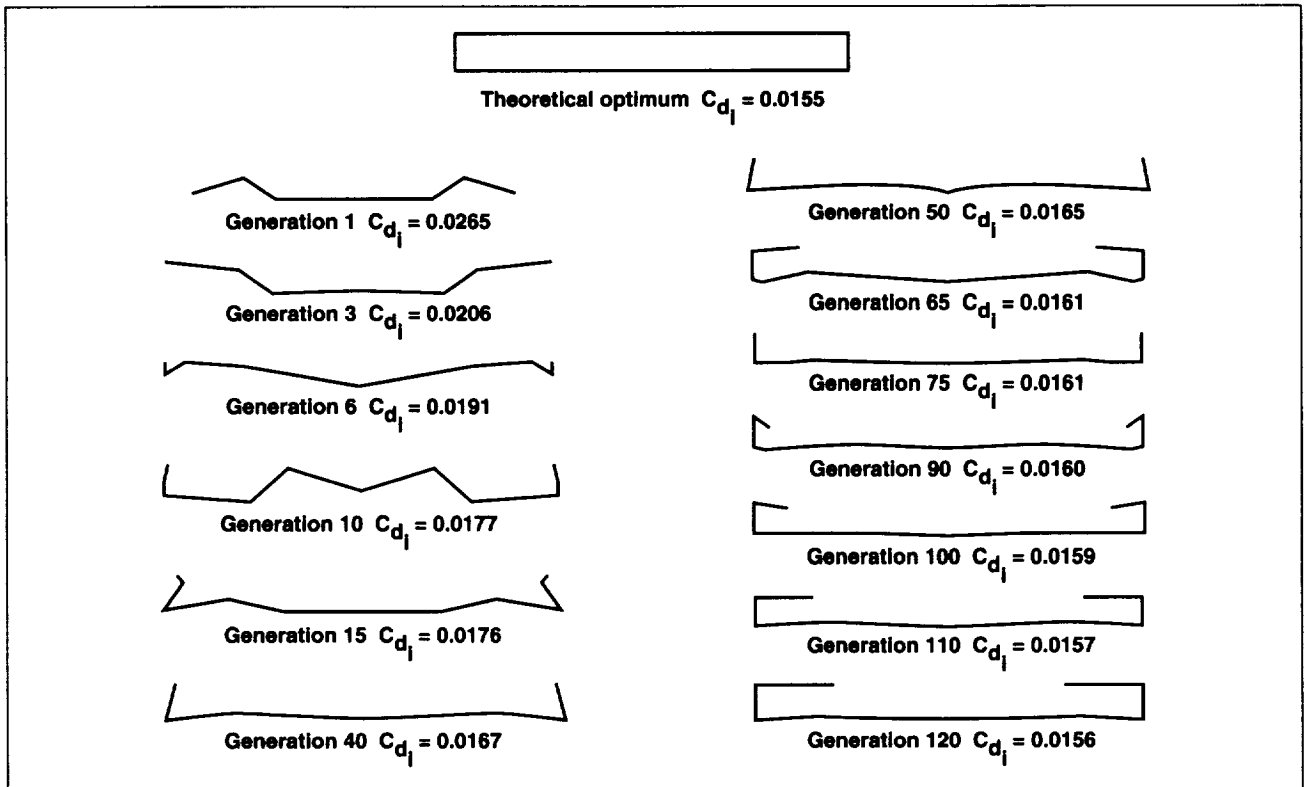 Theoretical optimum C_d_i = 0.0155
Generation 1 C_d_i = 0.0265
Generation 3 C_d_i = 0.0206
Generation 6 C_d_i = 0.0191
Generation 10 C_d_i = 0.0177
Generation 15 C_d_i = 0.0176
Generation 40 C_d_i = 0.0167
Generation 50 C_d_i = 0.0165
Generation 65 C_d_i = 0.0161
Generation 75 C_d_i = 0.0161
Generation 90 C_d_i = 0.0160
Generation 100 C_d_i = 0.0159
Generation 110 C_d_i = 0.0157
Generation 120 C_d_i = 0.0156